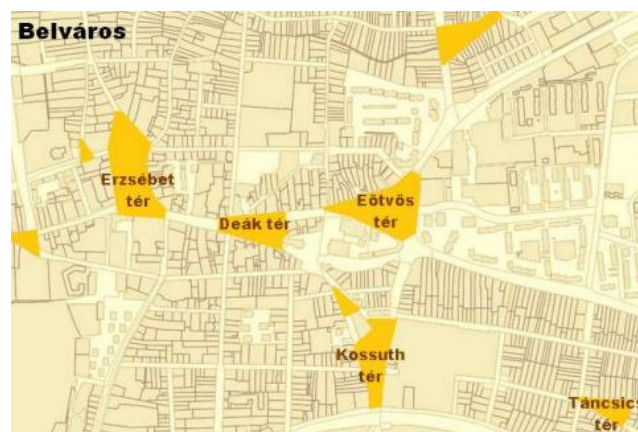 Belváros
Erzsébet
tér
Deák tér
Eötvös
tér
Kossuth
tér
Táncsics
tér